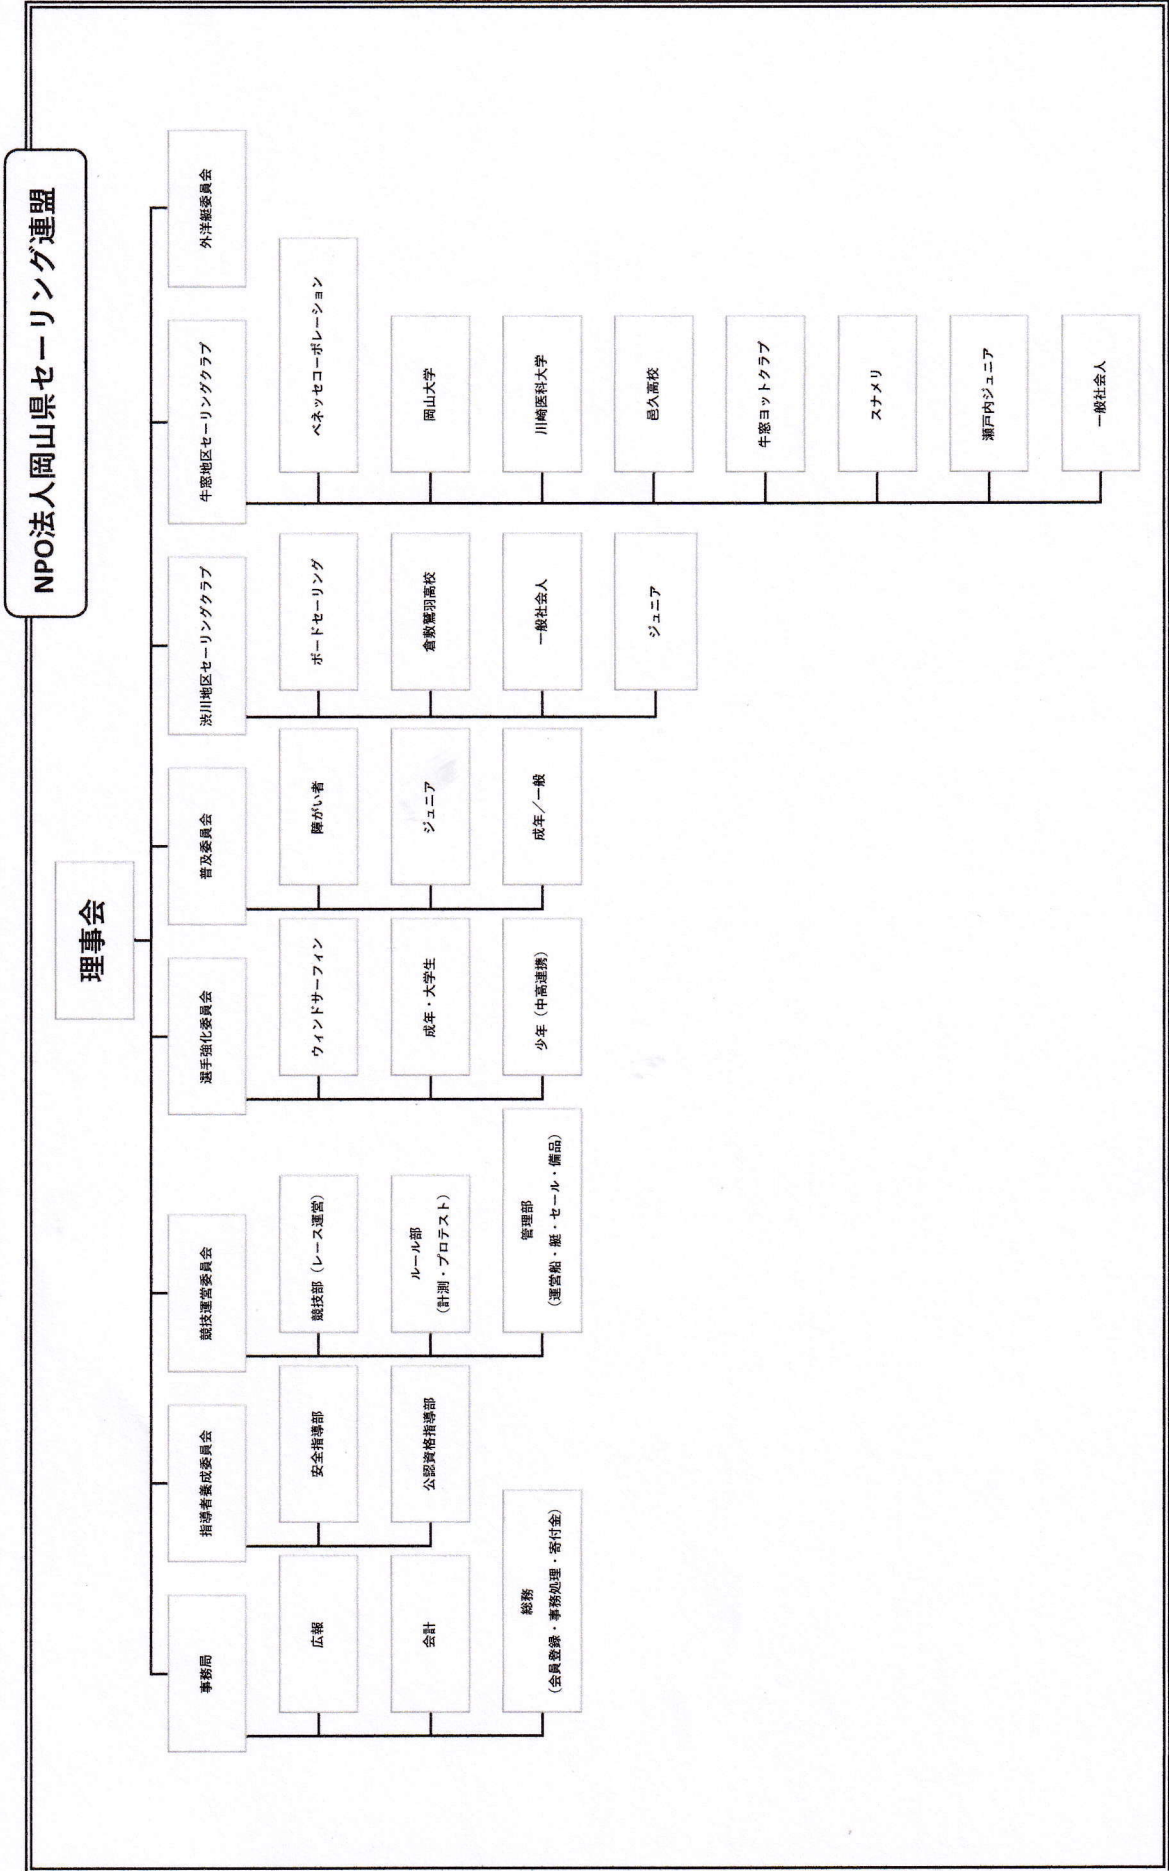 NPO法人岡山県セーリング連盟
理事会
事務局
広報
会計
総務
(会員登録・事務処理・寄付金)
指導者養成委員会
安全指導部
公認資格指導部
競技運営委員会
競技部(レース運営)
ルール部
(計測・プロテスト)
管理部
(運営船・艇・セール・備品)
選手強化委員会
ウィンドサーフィン
成年・大学生
少年(中高連携)
普及委員会
障がい者
ジュニア
成年/一般
渋川地区セーリングクラブ
ボードセーリング
倉敷鷲羽高校
一般社会人
ジュニア
牛窓地区セーリングクラブ
ベネッセコーポレーション
岡山大学
川崎医科大学
邑久高校
牛窓ヨットクラブ
スナメリ
瀬戸内ジュニア
一般社会人
外洋艇委員会